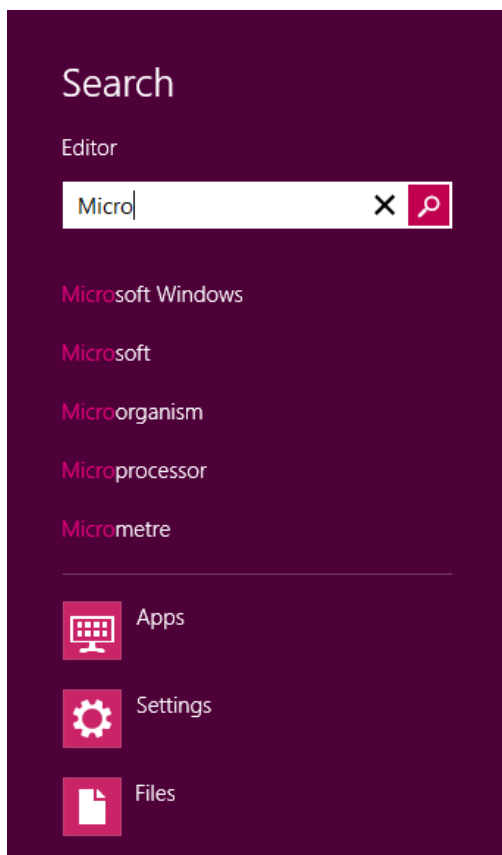 Search
Editor
Micro
Microsoft Windows
Microsoft
Microorganism
Microprocessor
Micrometre
Apps
Settings
Files